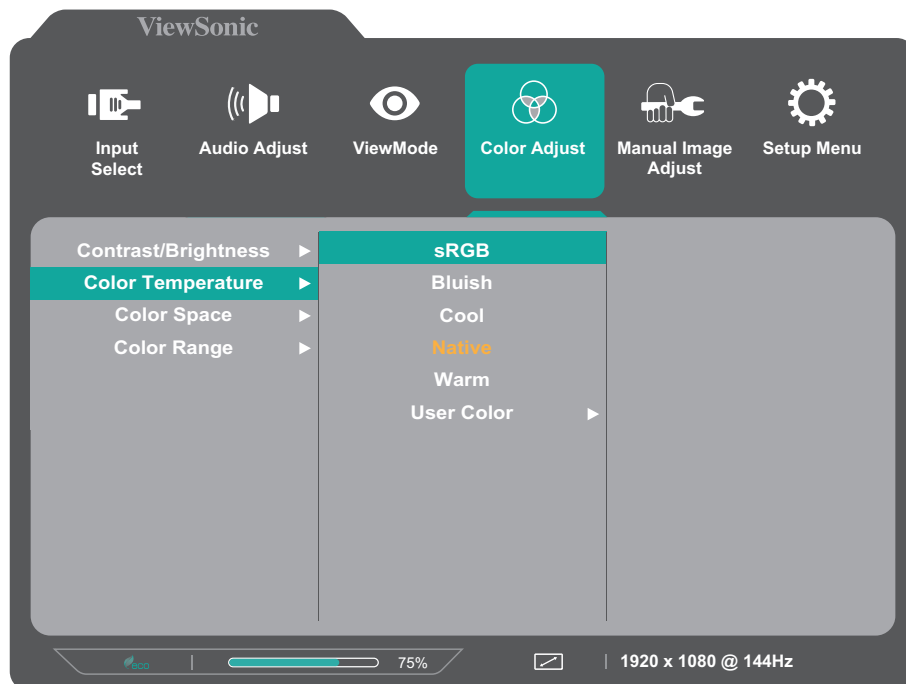 ViewSonic
Input
Select
Audio Adjust
ViewMode
Color Adjust
Manual Image
Adjust
Setup Menu
Contrast/Brightness
Color Temperature
Color Space
Color Range
sRGB
Bluish
Cool
Native
Warm
User Color
ECO
75%
1920 x 1080 @ 144Hz